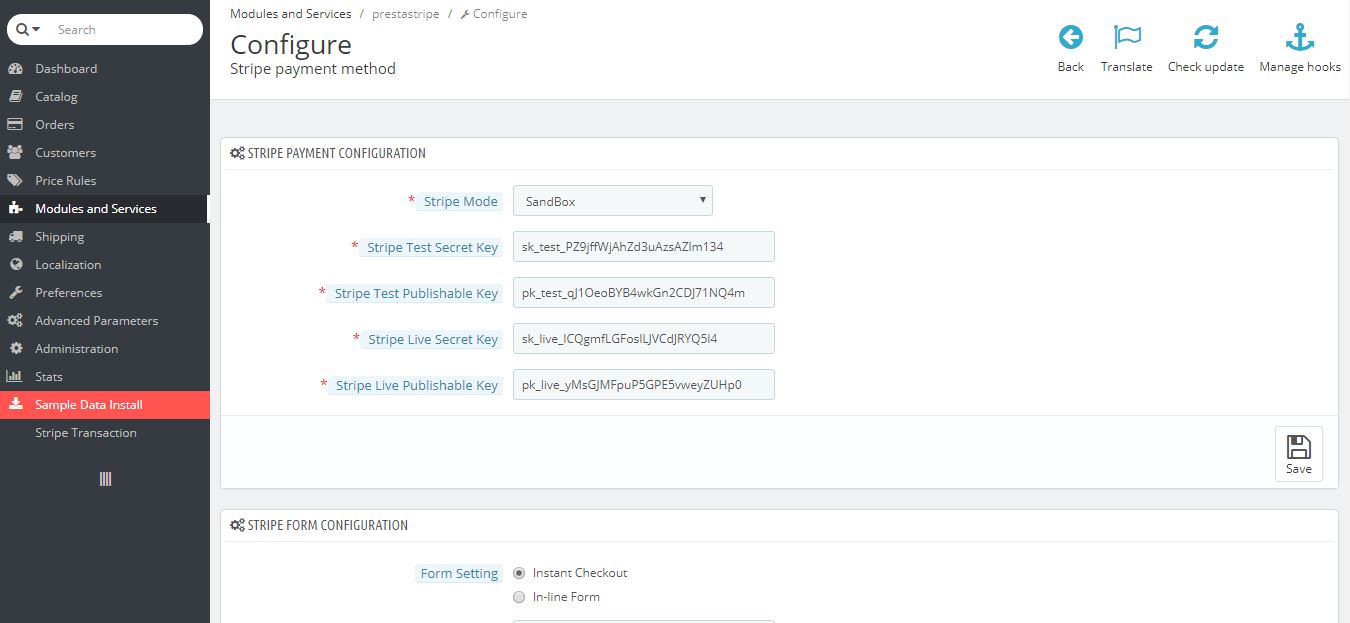 Search
Dashboard
Catalog
Orders
Customers
Price Rules
Modules and Services
Shipping
Localization
Preferences
Advanced Parameters
Administration
Stats
Sample Data Install
Stripe Transaction
Modules and Services / prestastripe / Configure
Configure
Stripe payment method
Back
Translate
Check update
Manage hooks
STRIPE PAYMENT CONFIGURATION
* Stripe Mode SandBox
* Stripe Test Secret Key
* Stripe Test Publishable Key pk_test_qJ1OeoBYB4wkGn2CDJ71NQ4m
* Stripe Live Secret Key
* Stripe Live Publishable Key pk_live_yMsGJMFpuP5GPE5vweyZUHp0
Save
STRIPE FORM CONFIGURATION
Form Setting Instant Checkout
In-line Form